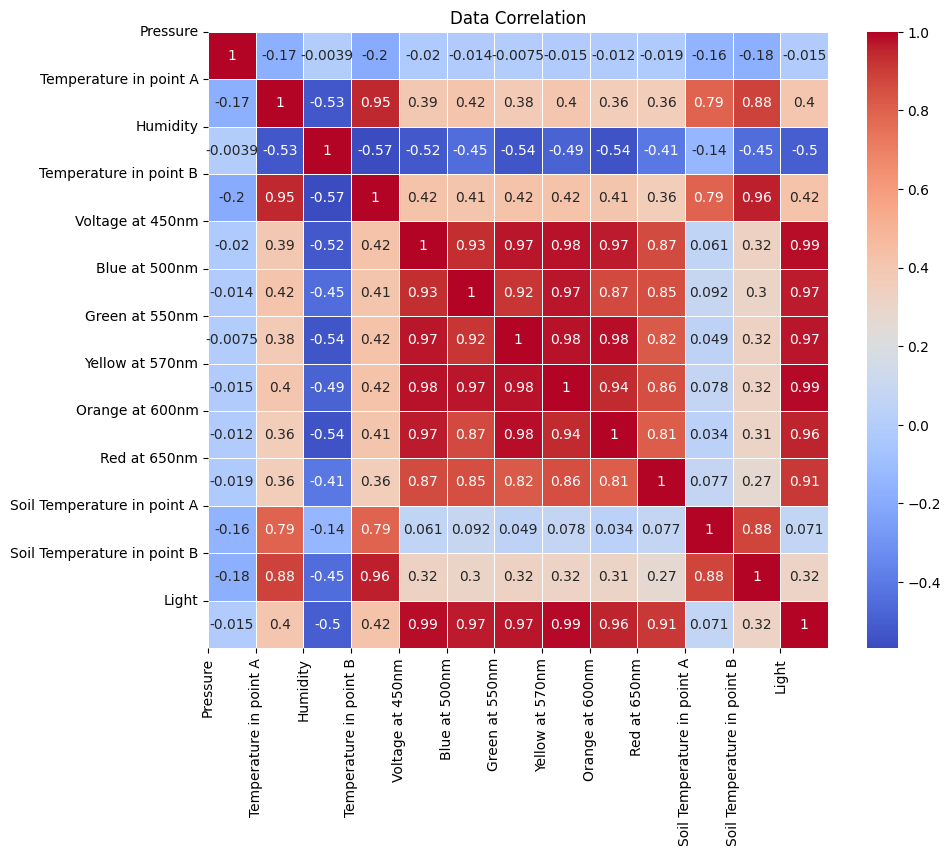 Data Correlation
Pressure
1 -0.17 -0.0039 -0.2 -0.02 -0.014 -0.0075 -0.015 -0.012 -0.019 -0.16 -0.18 -0.015
Temperature in point A
-0.17 1 -0.53 0.95 0.39 0.42 0.38 0.4 0.36 0.36 0.79 0.88 0.4
Humidity
-0.0039 -0.53 1 -0.57 -0.52 -0.45 -0.54 -0.49 -0.54 -0.41 -0.14 -0.45 -0.5
Temperature in point B
-0.2 0.95 -0.57 1 0.42 0.41 0.42 0.42 0.41 0.36 0.79 0.96 0.42
Voltage at 450nm
-0.02 0.39 -0.52 0.42 1 0.93 0.97 0.98 0.97 0.87 0.061 0.32 0.99
Blue at 500nm
-0.014 0.42 -0.45 0.41 0.93 1 0.92 0.97 0.87 0.85 0.092 0.3 0.97
Green at 550nm
-0.0075 0.38 -0.54 0.42 0.97 0.92 1 0.98 0.98 0.82 0.049 0.32 0.97
Yellow at 570nm
-0.015 0.4 -0.49 0.42 0.98 0.97 0.98 1 0.94 0.86 0.078 0.32 0.99
Orange at 600nm
-0.012 0.36 -0.54 0.41 0.97 0.87 0.98 0.94 1 0.81 0.034 0.31 0.96
Red at 650nm
-0.019 0.36 -0.41 0.36 0.87 0.85 0.82 0.86 0.81 1 0.077 0.27 0.91
Soil Temperature in point A
-0.16 0.79 -0.14 0.79 0.061 0.092 0.049 0.078 0.034 0.077 1 0.88 0.071
Soil Temperature in point B
-0.18 0.88 -0.45 0.96 0.32 0.3 0.32 0.32 0.31 0.27 0.88 1 0.32
Light
-0.015 0.4 -0.5 0.42 0.99 0.97 0.97 0.99 0.96 0.91 0.071 0.32 1
Pressure
Temperature in point A
Humidity
Temperature in point B
Voltage at 450nm
Blue at 500nm
Green at 550nm
Yellow at 570nm
Orange at 600nm
Red at 650nm
Soil Temperature in point A
Soil Temperature in point B
Light
1.0
0.8
0.6
0.4
0.2
0.0
−0.2
−0.4